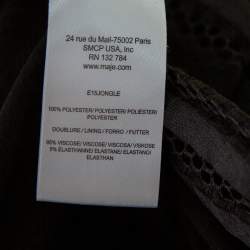 24 rue du Mail-75002 Paris
SMCP USA, Inc
RN 132 784
www.maje.com
E15JONGLE
100% POLYESTER/ POLYESTER/ POLIÉSTER/
POLYESTER
DOUBLURE / LINING / FORRO / FUTTER
95% VISCOSE/ VISCOSE/ VISCOSA/ VISKOSE
5% ELASTHANNE/ ELASTANE/ ELASTANO/
ELASTHAN